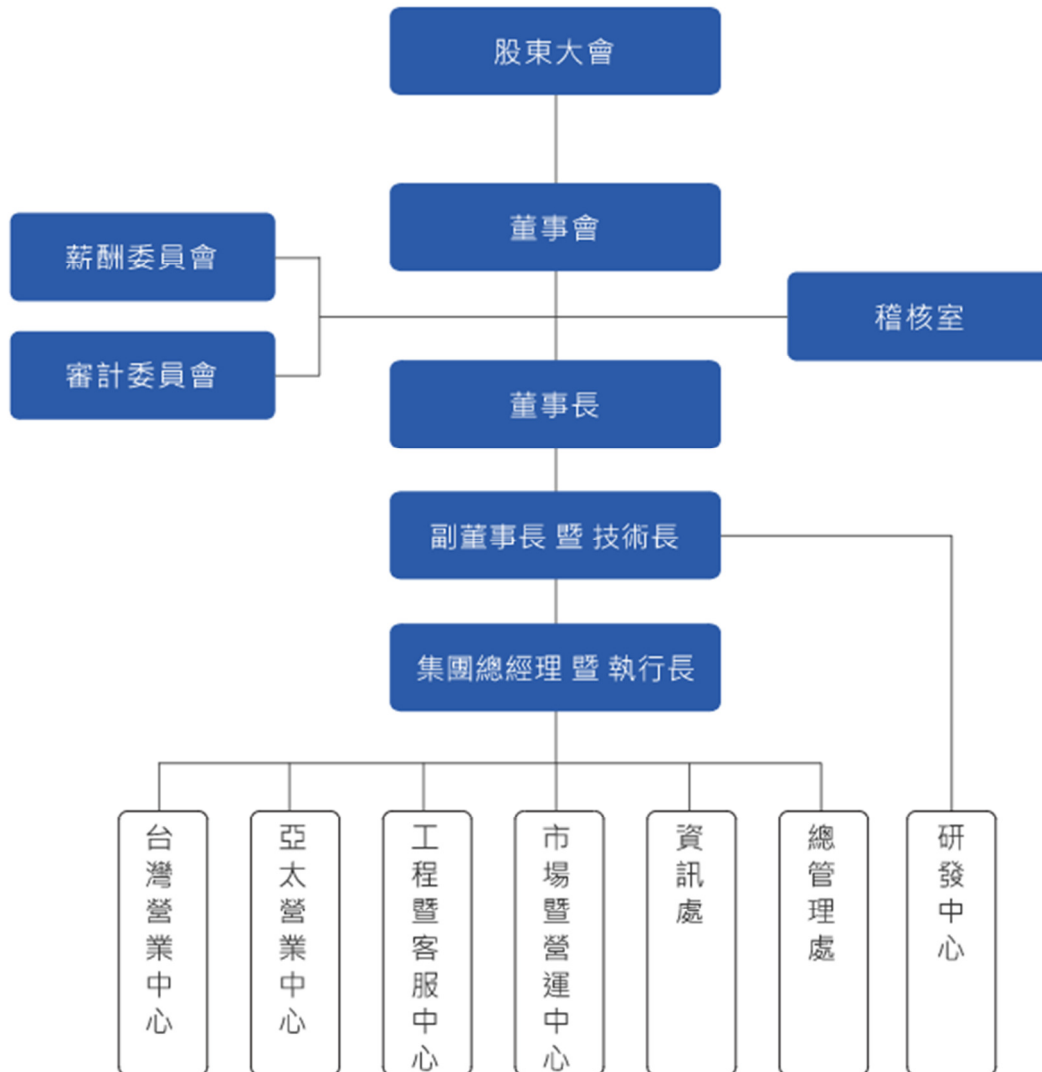 股東大會
董事會
薪酬委員會
稽核室
審計委員會
董事長
副董事長 暨 技術長
集團總經理 暨 執行長
台灣營業中心
亞太營業中心
工程暨客服中心
市場暨營運中心
資訊處
總管理處
研發中心